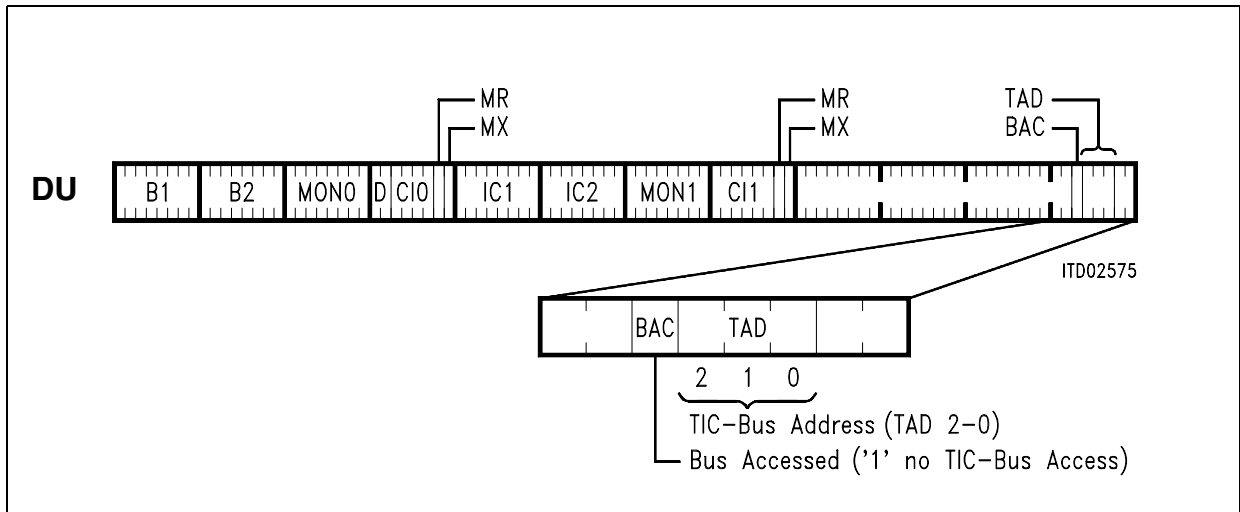 MR MR TAD
MX MX BAC
DU B1 B2 MON0 D CI0 IC1 IC2 MON1 CI1
ITD02575
BAC TAD
2 1 0
TIC-Bus Address (TAD 2-0)
Bus Accessed ('1' no TIC-Bus Access)